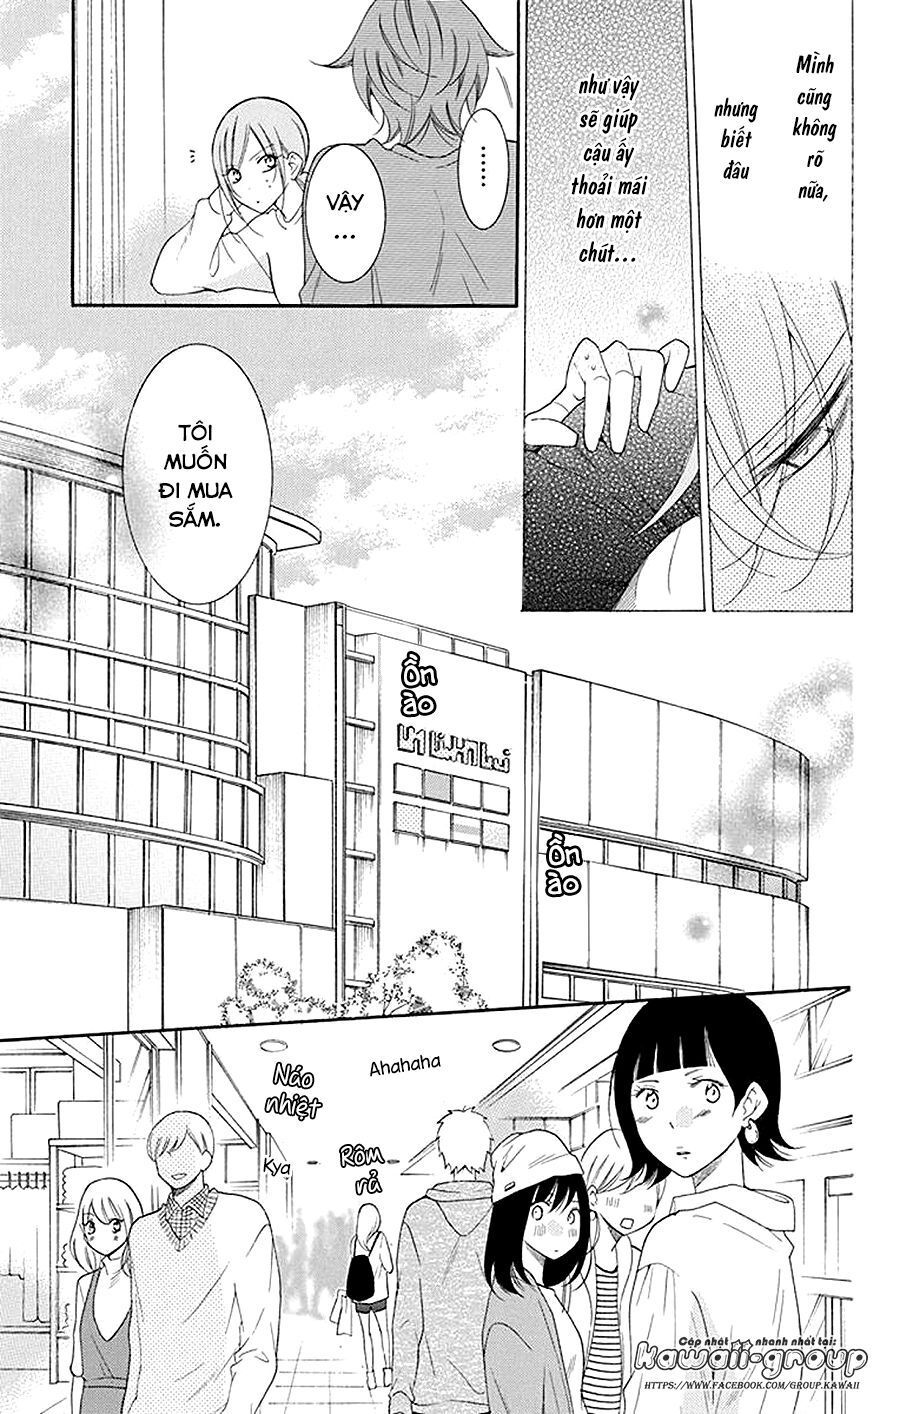 Mình
cũng
không
rõ
nữa,
nhưng
biết
đâu
như vậy
sẽ giúp
cậu ấy
thoải mái
hơn một
chút...
......
VẬY
...
TÔI
MUỐN
ĐI MUA
SẮM.
Ồn
ào
Ồn
ào
Ahahaha
Náo
nhiệt
Kya
Rôm
rả
Cập nhật nhanh nhất tại:
kawaii-group
HTTPS://WWW.FACEBOOK.COM/GROUP.KAWAII